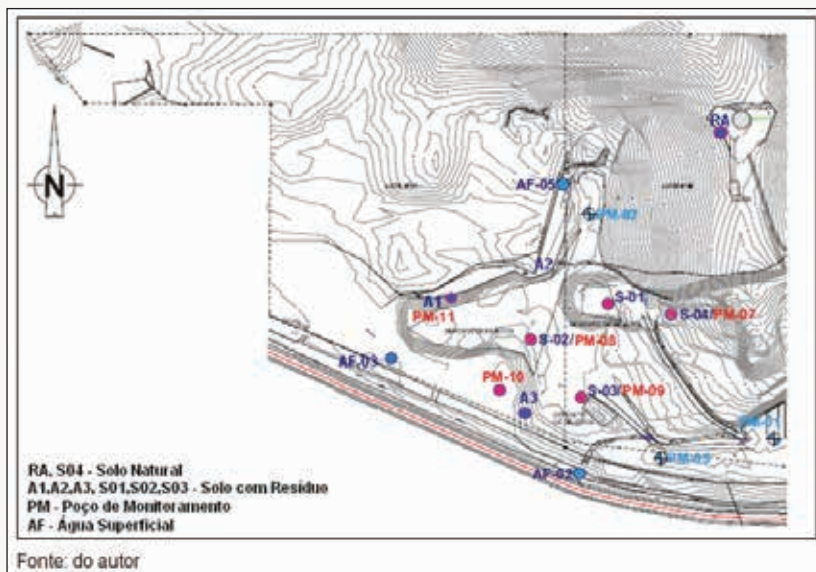 RA
AF-05
PM-02
A2
A1
PM-11
S-01
S-04/PM-07
S-02/PM-08
AF-03
PM-10
S-03/PM-09
A3
PM-01
PM-03
AF-02
N
RA, S04 - Solo Natural
A1,A2,A3, S01,S02,S03 - Solo com Resíduo
PM - Poço de Monitoramento
AF - Água Superficial
Fonte: do autor